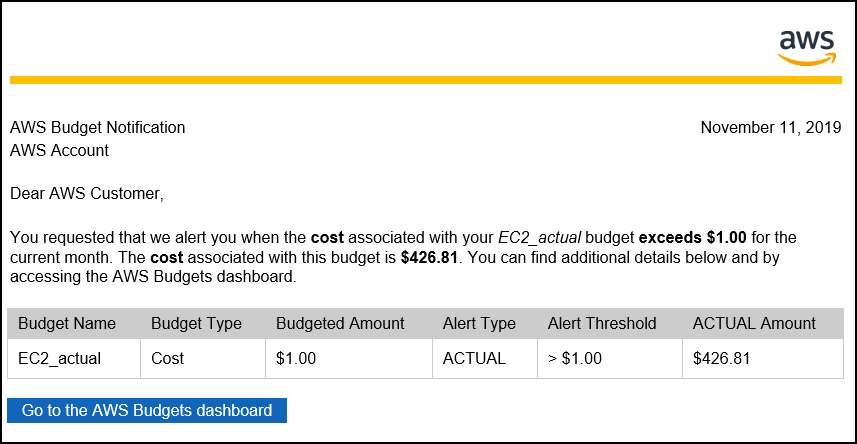 aws
AWS Budget Notification November 11, 2019
AWS Account
Dear AWS Customer,
You requested that we alert you when the cost associated with your EC2_actual budget exceeds $1.00 for the
current month. The cost associated with this budget is $426.81. You can find additional details below and by
accessing the AWS Budgets dashboard.
Budget Name Budget Type Budgeted Amount Alert Type Alert Threshold ACTUAL Amount
EC2_actual Cost $1.00 ACTUAL > $1.00 $426.81
Go to the AWS Budgets dashboard